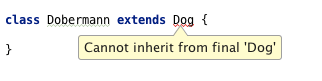 class Dobermann extends Dog {
Cannot inherit from final 'Dog'
}